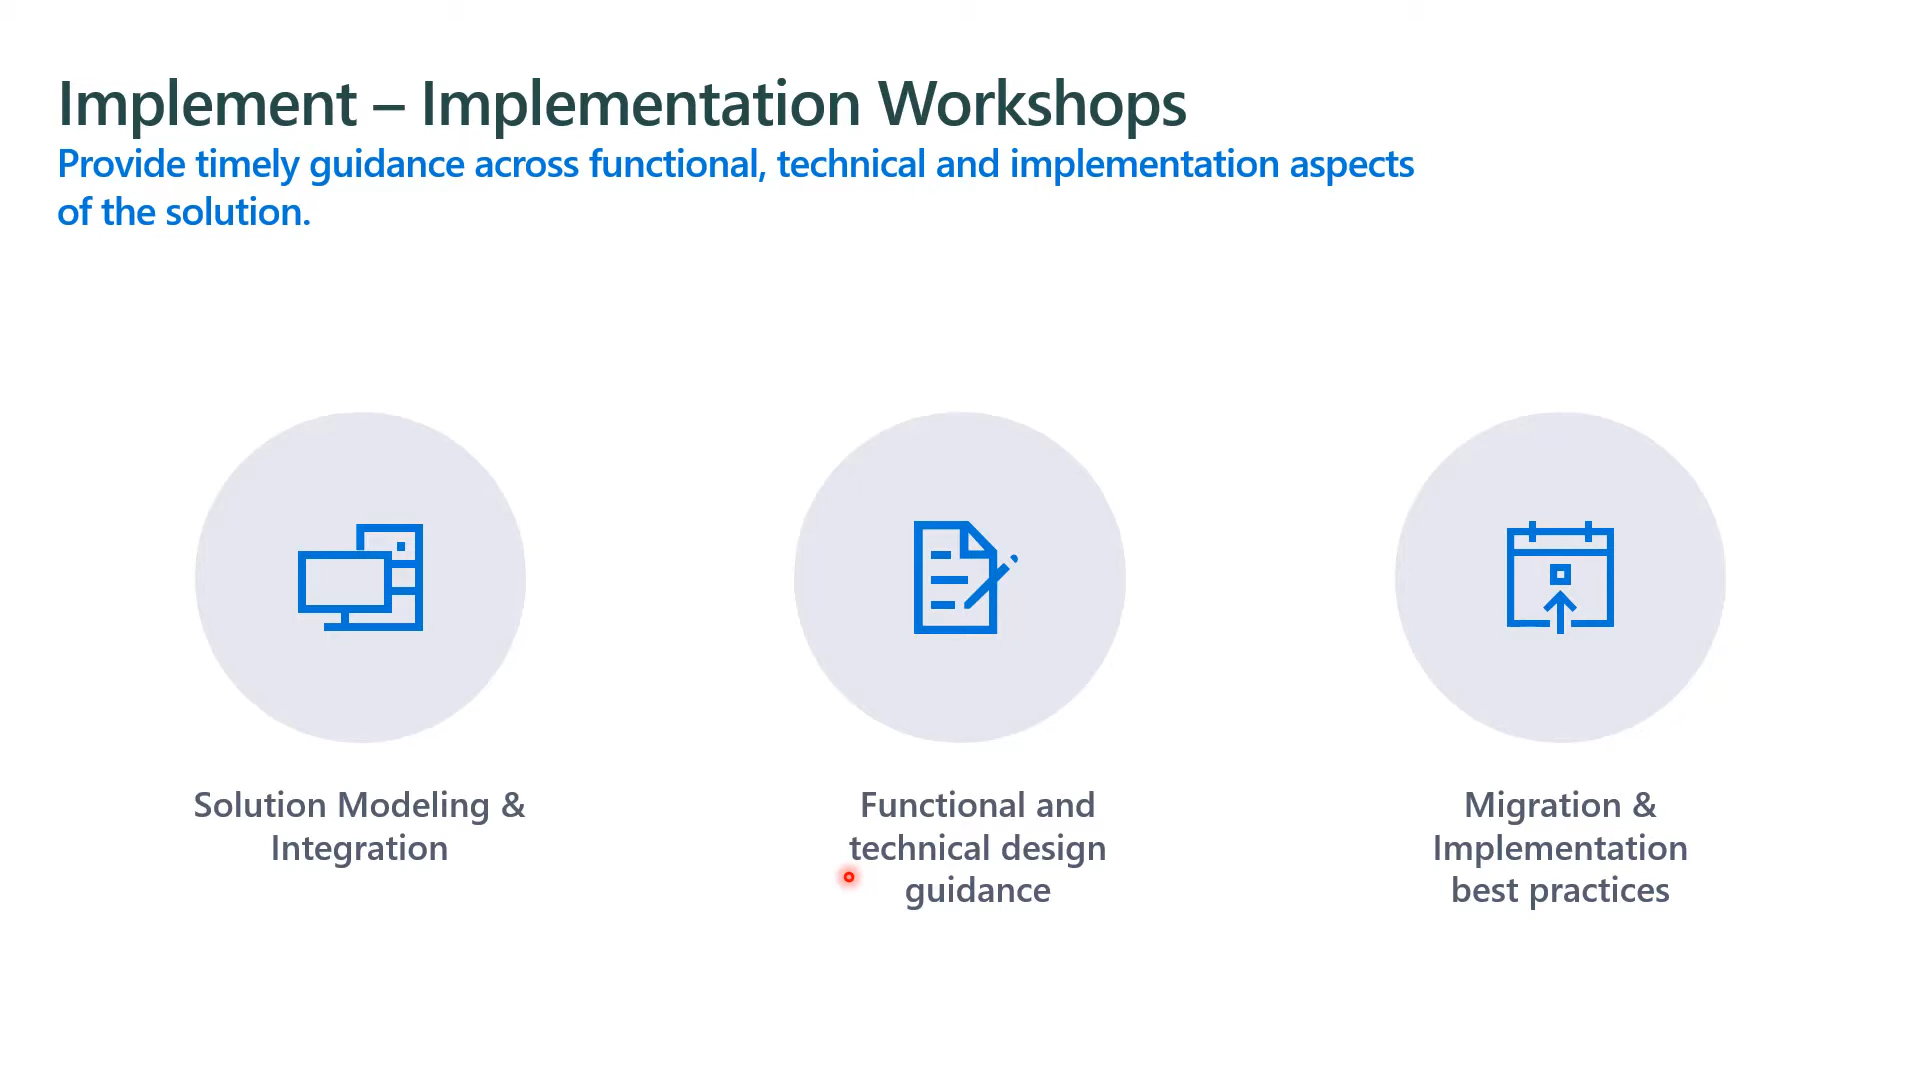 Implement – Implementation Workshops
Provide timely guidance across functional, technical and implementation aspects
of the solution.
Solution Modeling &
Integration
Functional and
technical design
guidance
Migration &
Implementation
best practices